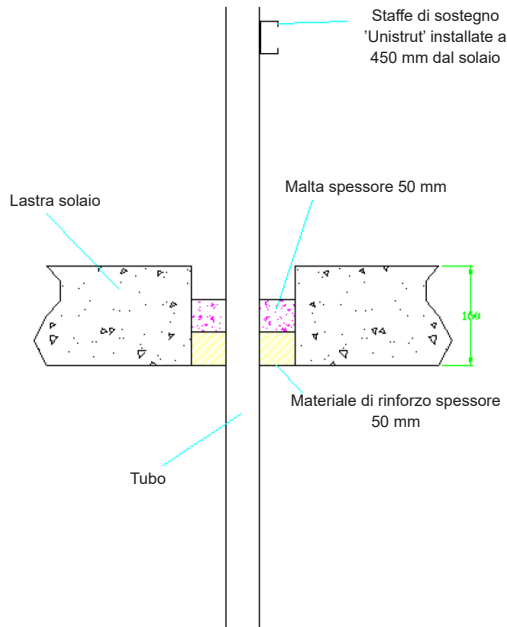 Staffe di sostegno
'Unistrut' installate a
450 mm dal solaio
Malta spessore 50 mm
Lastra solaio
160
Materiale di rinforzo spessore
50 mm
Tubo